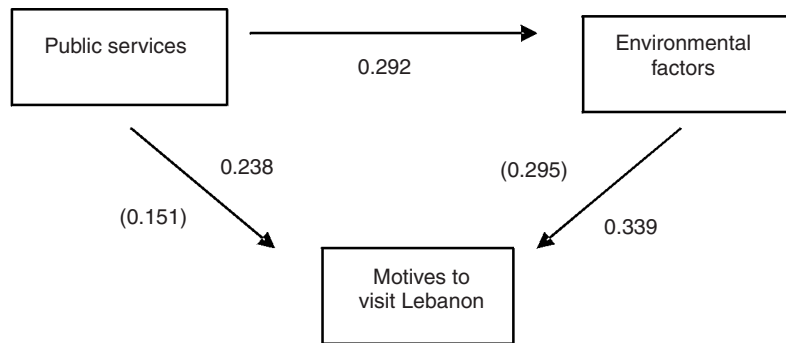 Public services
Environmental
factors
0.292
0.238
(0.295)
(0.151)
0.339
Motives to
visit Lebanon